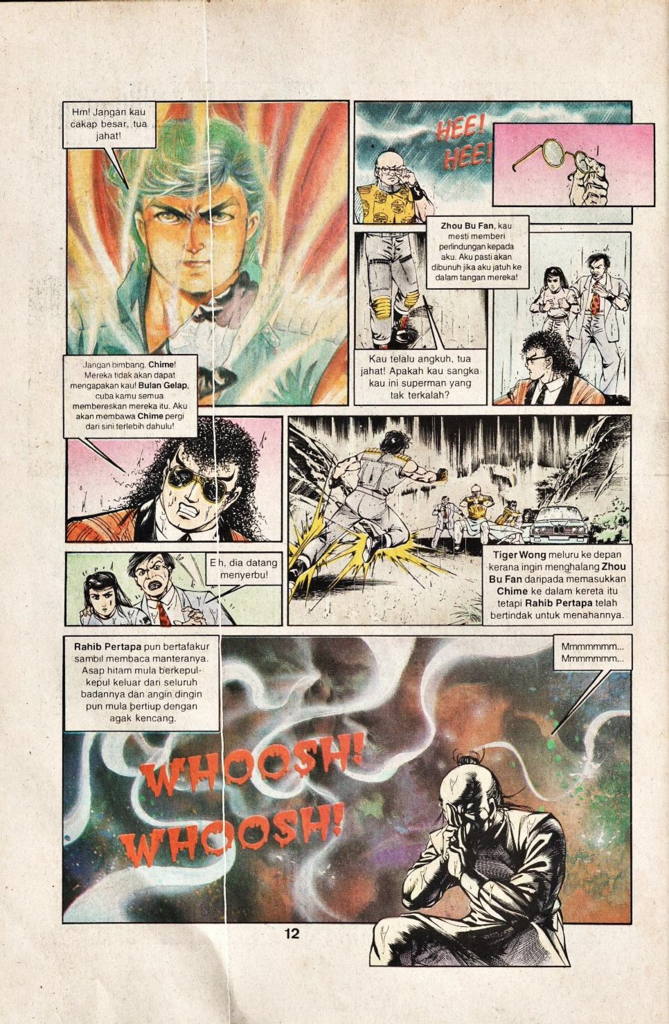 Hm! Jangan kau
cakap besar, tua
jahat!
HEE!
HEE!
Zhou Bu Fan, kau
mesti memberi
perlindungan kepada
aku. Aku pasti akan
dibunuh jika aku jatuh ke
dalam tangan mereka!
Kau telalu angkuh, tua
jahat! Apakah kau sangka
kau ini superman yang
tak terkalah?
Jangan bimbang, Chime!
Mereka tidak akan dapat
mengapakan kau! Bulan Gelap,
cuba kamu semua
membereskan mereka itu. Aku
akan membawa Chime pergi
dari sini terlebih dahulu!
Eh, dia datang
menyerbu!
Tiger Wong meluru ke depan
kerana ingin menghalang Zhou
Bu Fan daripada memasukkan
Chime ke dalam kereta itu
tetapi Rahib Pertapa telah
bertindak untuk menahannya.
Rahib Pertapa pun bertafakur
sambil membaca manteranya.
Asap hitam mula berkepul-
kepul keluar dari seluruh
badannya dan angin dingin
pun mula bertiup dengan
agak kencang.
Mmmmmmm...
Mmmmmmm...
WHOOSH!
WHOOSH!
12